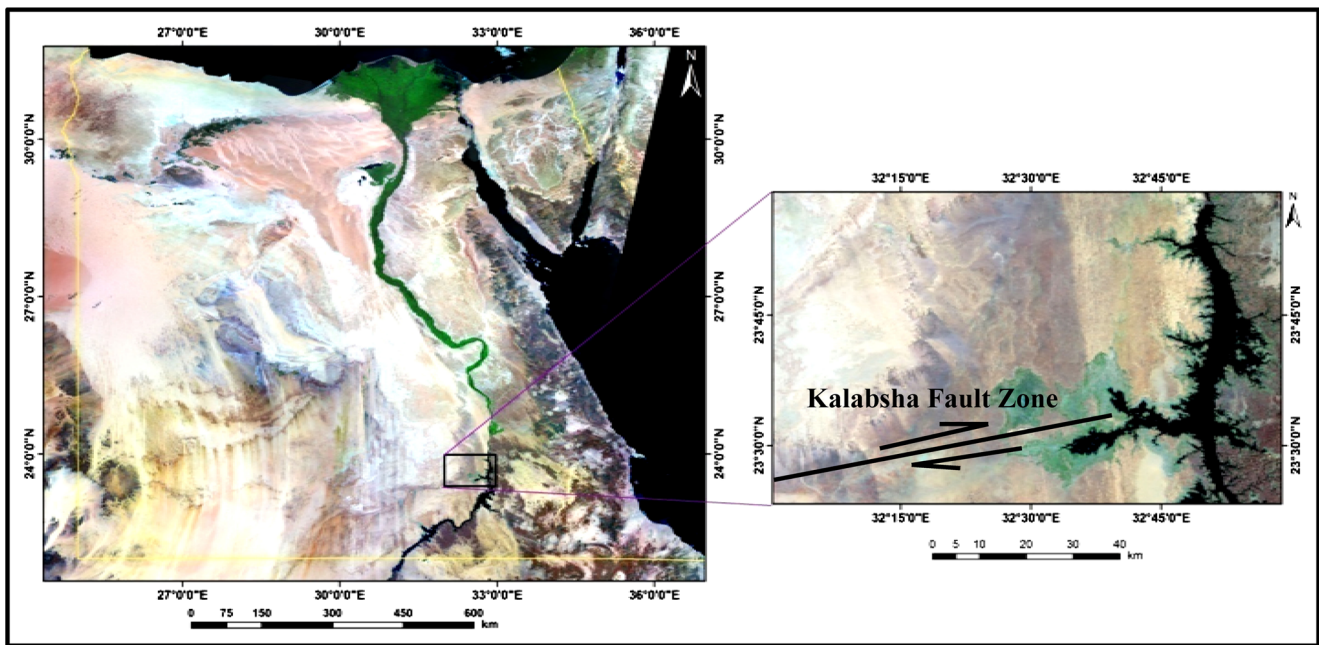 27°0'0"E 30°0'0"E 33°0'0"E 36°0'0"E
N
30°0'0"N
27°0'0"N
24°0'0"N
30°0'0"N
27°0'0"N
24°0'0"N
27°0'0"E 30°0'0"E 33°0'0"E 36°0'0"E
0 75 150 300 450 600
km
32°15'0"E 32°30'0"E 32°45'0"E
N
23°45'0"N
23°30'0"N
23°45'0"N
23°30'0"N
Kalabsha Fault Zone
32°15'0"E 32°30'0"E 32°45'0"E
0 5 10 20 30 40
km